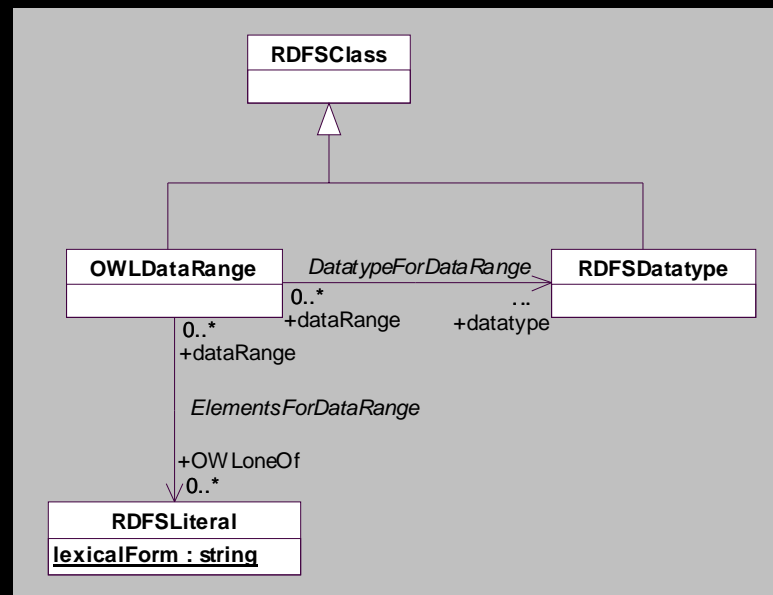 RDFSClass
OWLDataRange
DatatypeForDataRange
RDFSDatatype
0..*
+dataRange
+datatype
0..*
+dataRange
ElementsForDataRange
+OWLoneOf
0..*
RDFSLiteral
lexicalForm : string